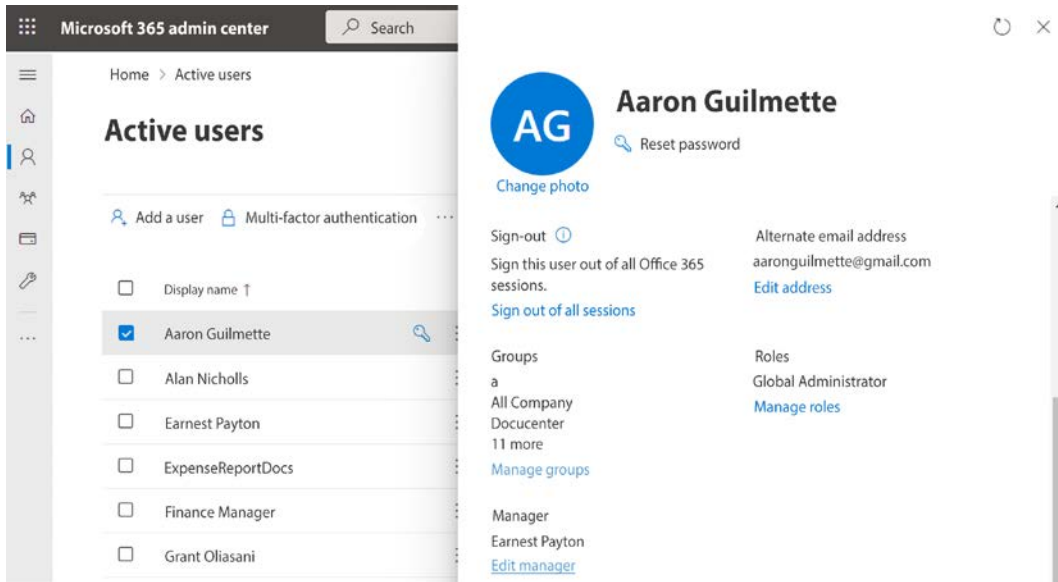 Microsoft 365 admin center
Search
Home > Active users
Active users
Add a user
Multi-factor authentication
Display name ↑
Aaron Guilmette
Alan Nicholls
Earnest Payton
ExpenseReportDocs
Finance Manager
Grant Oliasani
AG
Change photo
Aaron Guilmette
Reset password
Sign-out
Sign this user out of all Office 365
sessions.
Sign out of all sessions
Alternate email address
aaronguilmette@gmail.com
Edit address
Groups
a
All Company
Docucenter
11 more
Manage groups
Roles
Global Administrator
Manage roles
Manager
Earnest Payton
Edit manager